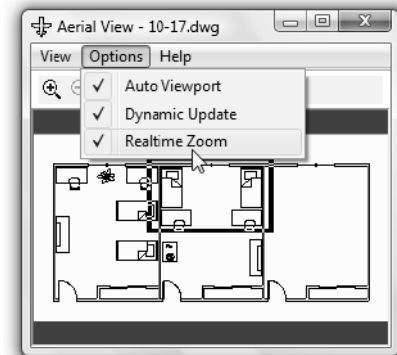 Aerial View - 10-17.dwg
View Options Help
✓ Auto Viewport
✓ Dynamic Update
✓ Realtime Zoom